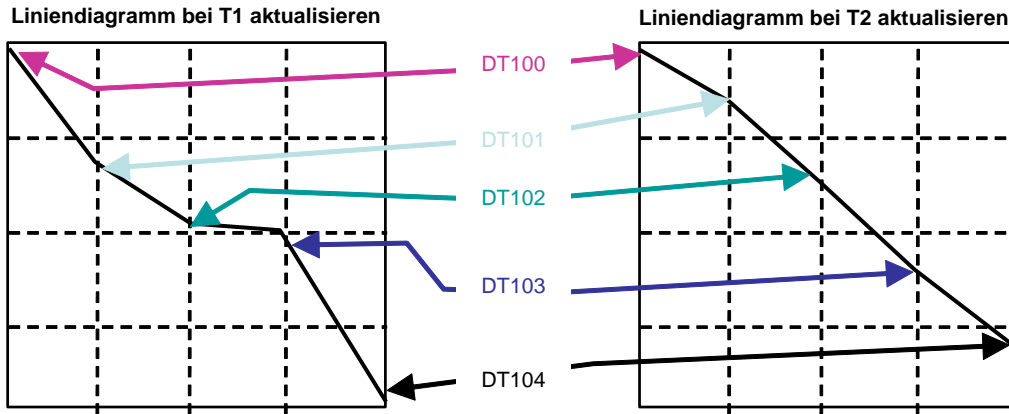 Liniendiagramm bei T1 aktualisieren
Liniendiagramm bei T2 aktualisieren
DT100
DT101
DT102
DT103
DT104